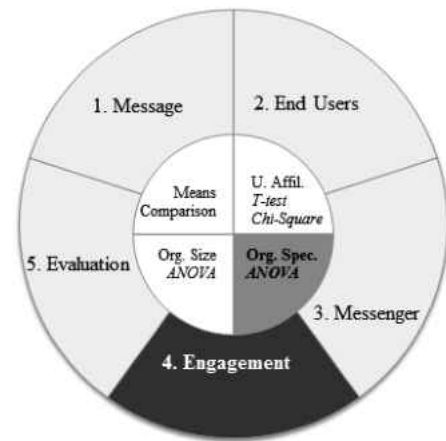 1. Message
2. End Users
Means
Comparison
U. Affil.
T-test
Chi-Square
5. Evaluation
Org. Size
ANOVA
Org. Spec.
ANOVA
3. Messenger
4. Engagement